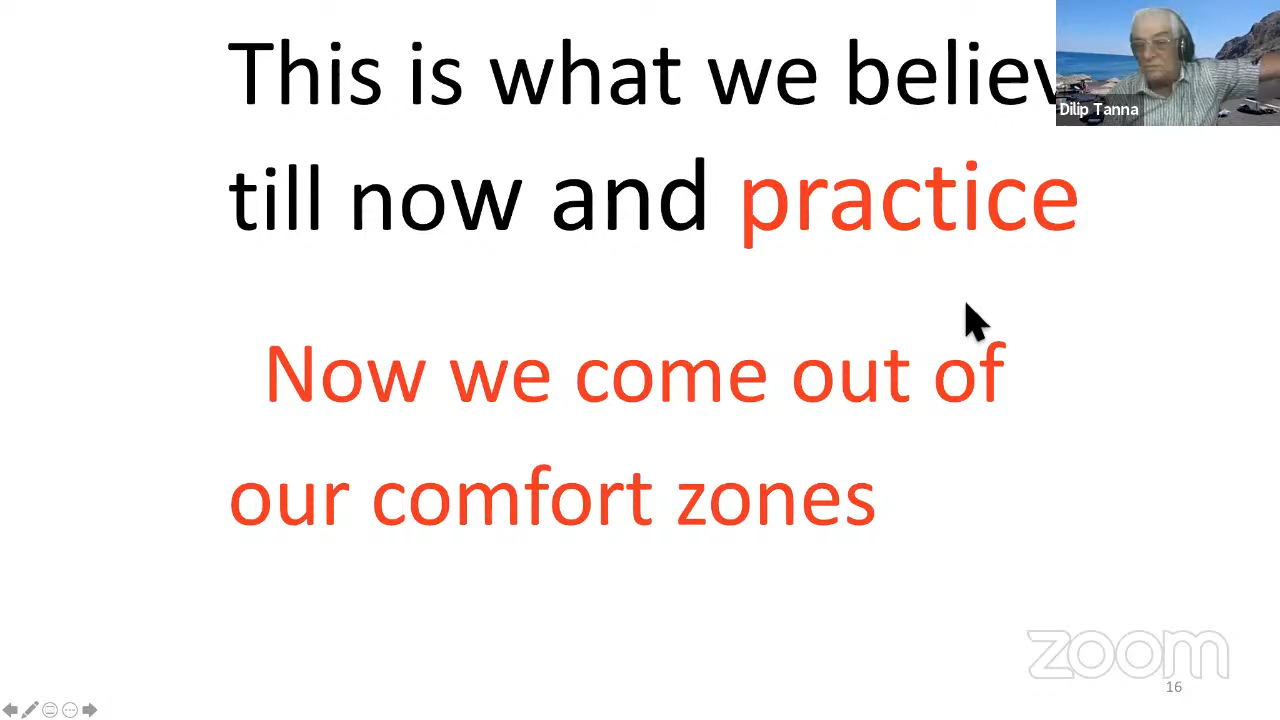 This is what we believ
Dilip Tanna
till now and practice
Now we come out of
our comfort zones
zoom
16